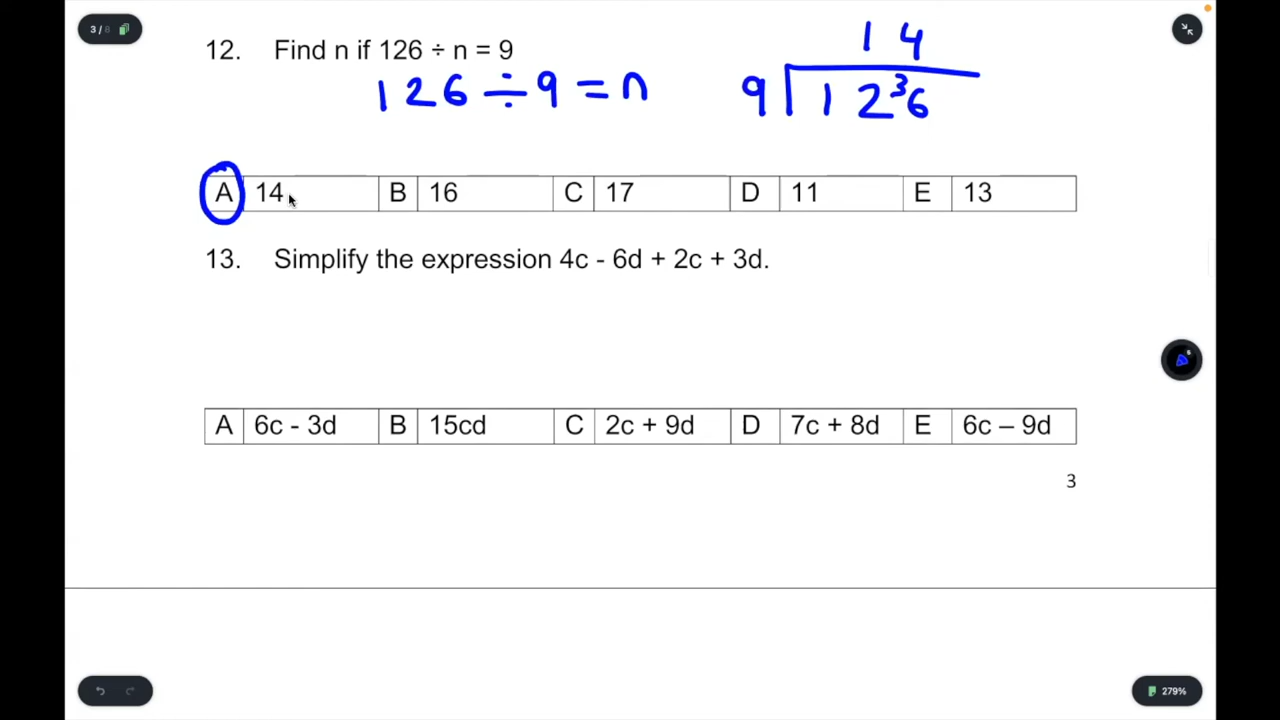 3 / 8
12. Find n if 126 ÷ n = 9
126 ÷ 9 = n
1 4
9 1 2 3 6
A 14 B 16 C 17 D 11 E 13
13. Simplify the expression 4c - 6d + 2c + 3d.
A 6c - 3d B 15cd C 2c + 9d D 7c + 8d E 6c – 9d
3
279%